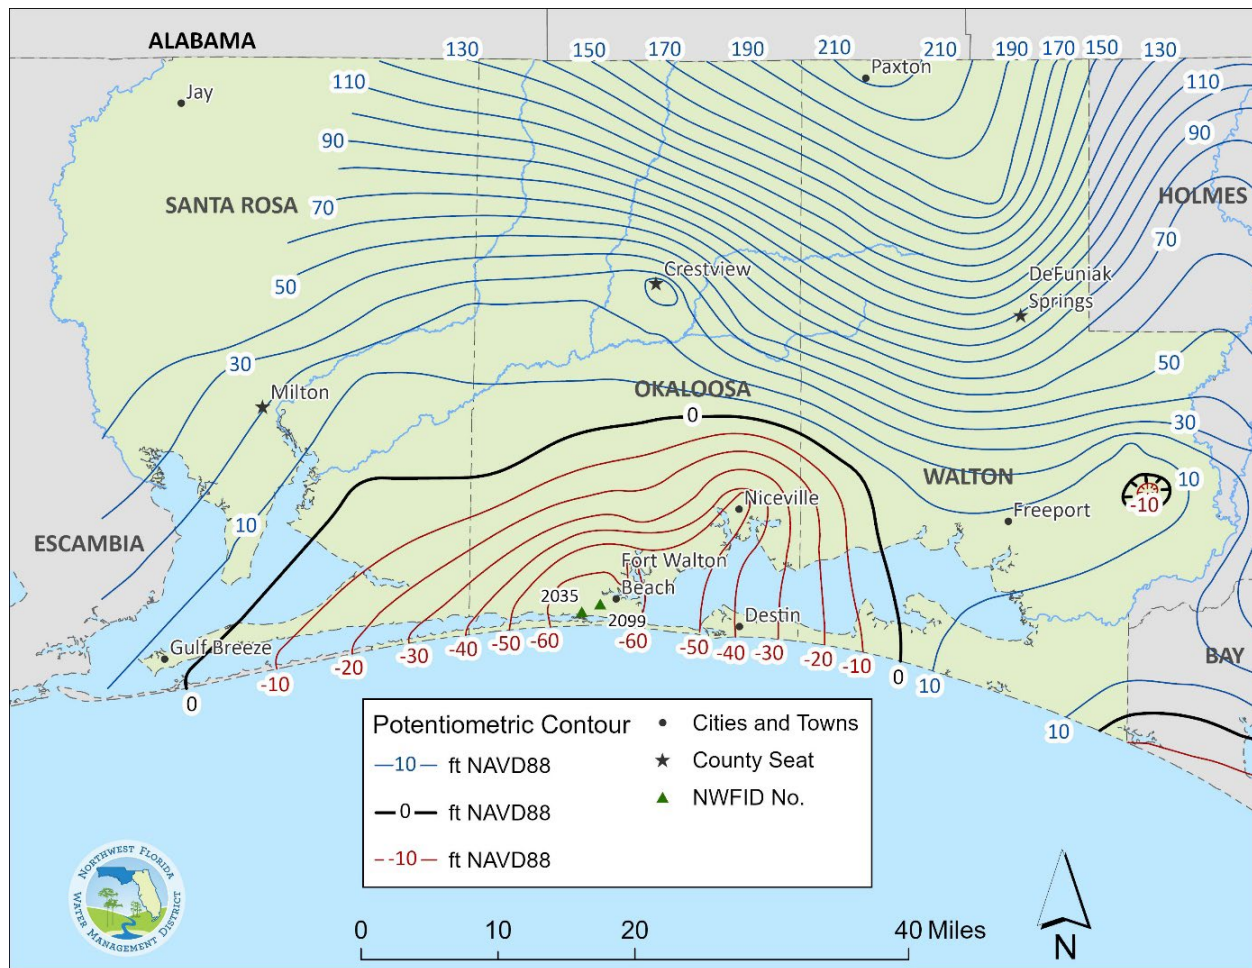 ALABAMA
130
150
170
190
210
210
190
170
150
130
Paxton
Jay
110
110
90
90
SANTA ROSA
HOLMES
70
70
Crestview
DeFuniak
Springs
50
50
30
Milton
OKALOOSA
0
30
WALTON
10
Niceville
-10
Freeport
10
ESCAMBIA
Fort Walton
Beach
2035
2099
Gulf Breeze
Destin
BAY
0
-10
-20
-30
-40
-50
-60
-60
-50
-40
-30
-20
-10
0
10
10
Potentiometric Contour
10 ft NAVD88
0 ft NAVD88
-10 ft NAVD88
Cities and Towns
County Seat
NWFID No.
NORTHWEST FLORIDA
WATER MANAGEMENT DISTRICT
0 20 40 Miles
N